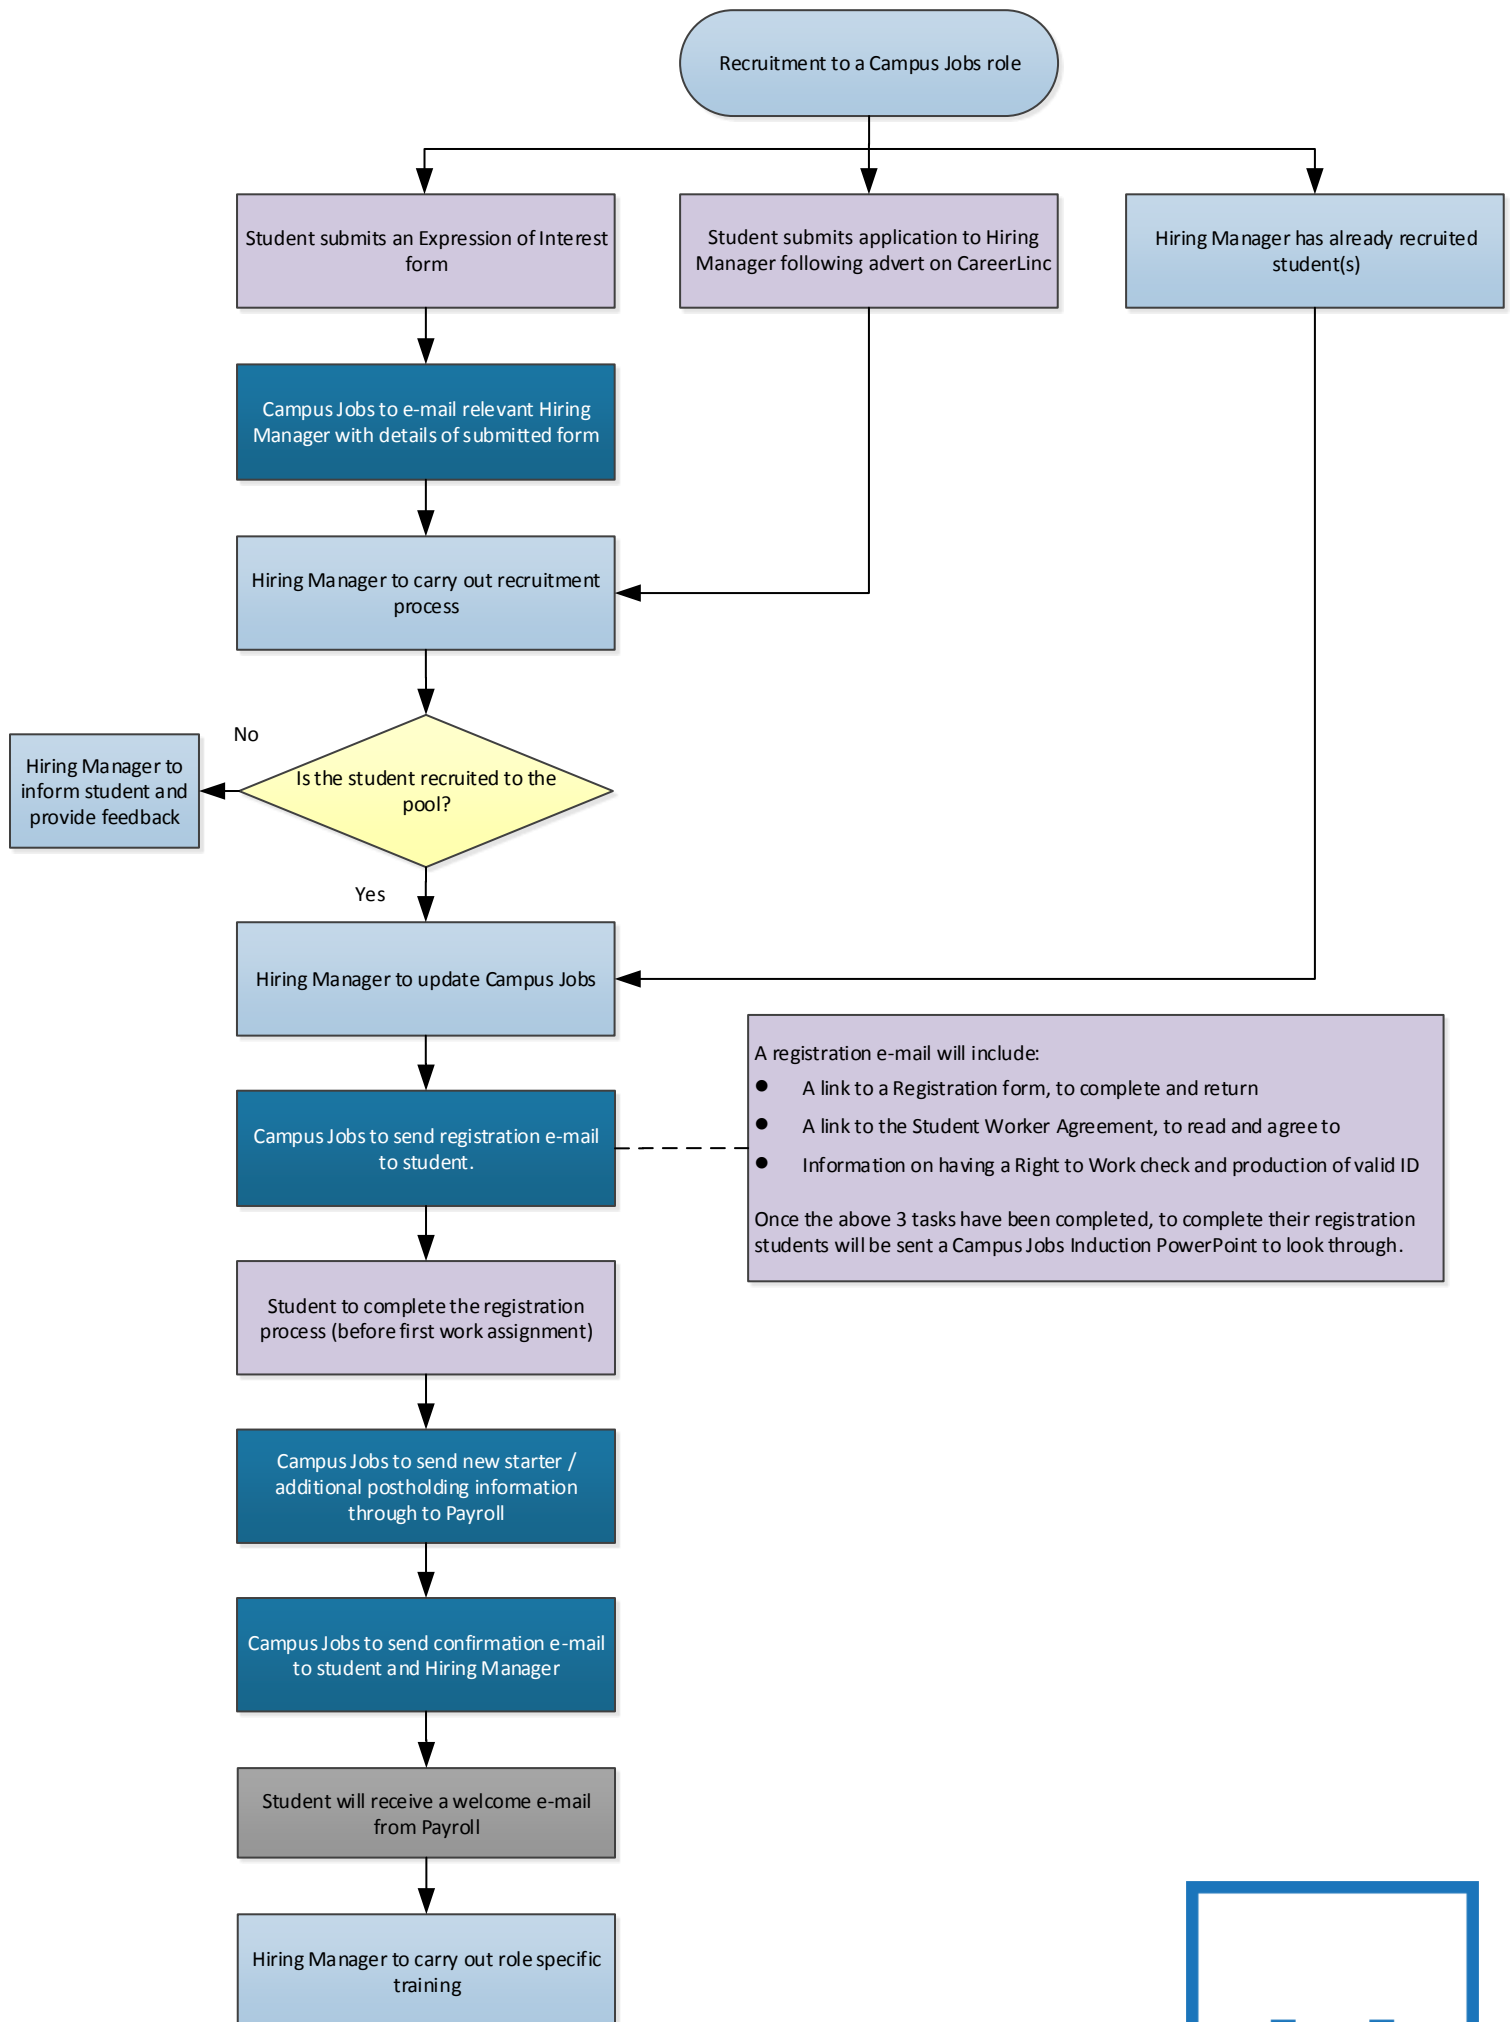 Recruitment to a Campus Jobs role
Student submits an Expression of Interest
form
Student submits application to Hiring
Manager following advert on CareerLinc
Hiring Manager has already recruited
student(s)
Campus Jobs to e-mail relevant Hiring
Manager with details of submitted form
Hiring Manager to carry out recruitment
process
No
Hiring Manager to
inform student and
provide feedback
Is the student recruited to the
pool?
Yes
Hiring Manager to update Campus Jobs
A registration e-mail will include:
● A link to a Registration form, to complete and return
● A link to the Student Worker Agreement, to read and agree to
● Information on having a Right to Work check and production of valid ID
Once the above 3 tasks have been completed, to complete their registration
students will be sent a Campus Jobs Induction PowerPoint to look through.
Campus Jobs to send registration e-mail
to student.
Student to complete the registration
process (before first work assignment)
Campus Jobs to send new starter /
additional postholding information
through to Payroll
Campus Jobs to send confirmation e-mail
to student and Hiring Manager
Student will receive a welcome e-mail
from Payroll
Hiring Manager to carry out role specific
training